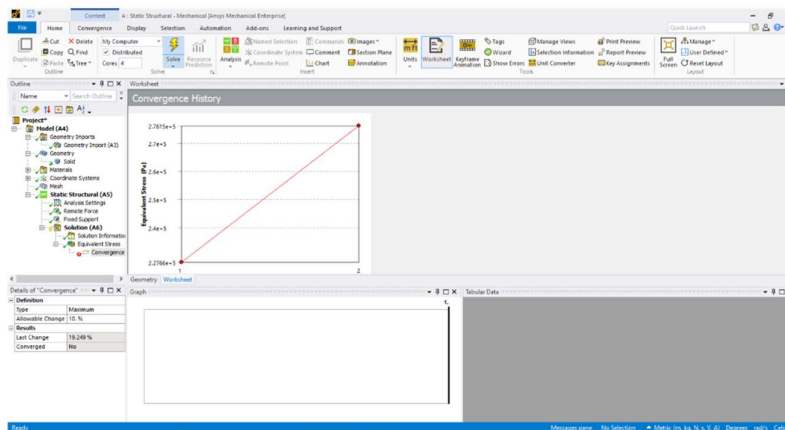 Context A : Static Structural - Mechanical [Ansys Mechanical Enterprise]
File Home Convergence Display Selection Automation Add-ons Learning and Support Quick Launch
Duplicate Cut Delete My Computer Solve Resource Prediction Analysis Named Selection Commands Images Units Worksheet Keyframe Animation Tags Manage Views Print Preview Full Screen Manage
Copy Find Distributed Coordinate System Comment Section Plane Wizard Selection Information Report Preview User Defined
Paste Tree Cores 4 Remote Point Chart Annotation Show Errors Unit Converter Key Assignments Reset Layout
Outline Solve Insert Tools Layout
Outline
Name Search Outline
Project*
Model (A4)
Geometry Imports
Geometry Import (A3)
Geometry
Solid
Materials
Coordinate Systems
Mesh
Static Structural (A5)
Analysis Settings
Remote Force
Fixed Support
Solution (A6)
Solution Informatio
Equivalent Stress
Convergence
Worksheet
Convergence History
2.7615e+5
2.7e+5
2.6e+5
2.5e+5
2.4e+5
2.2766e+5
Equivalent Stress (Pa)
1 2
Geometry Worksheet
Details of "Convergence"
Definition
Type Maximum
Allowable Change 10. %
Results
Last Change 19.249 %
Converged No
Graph
1.
Tabular Data
Ready Messages pane No Selection Metric (m, kg, N, s, V, A) Degrees rad/s Cels